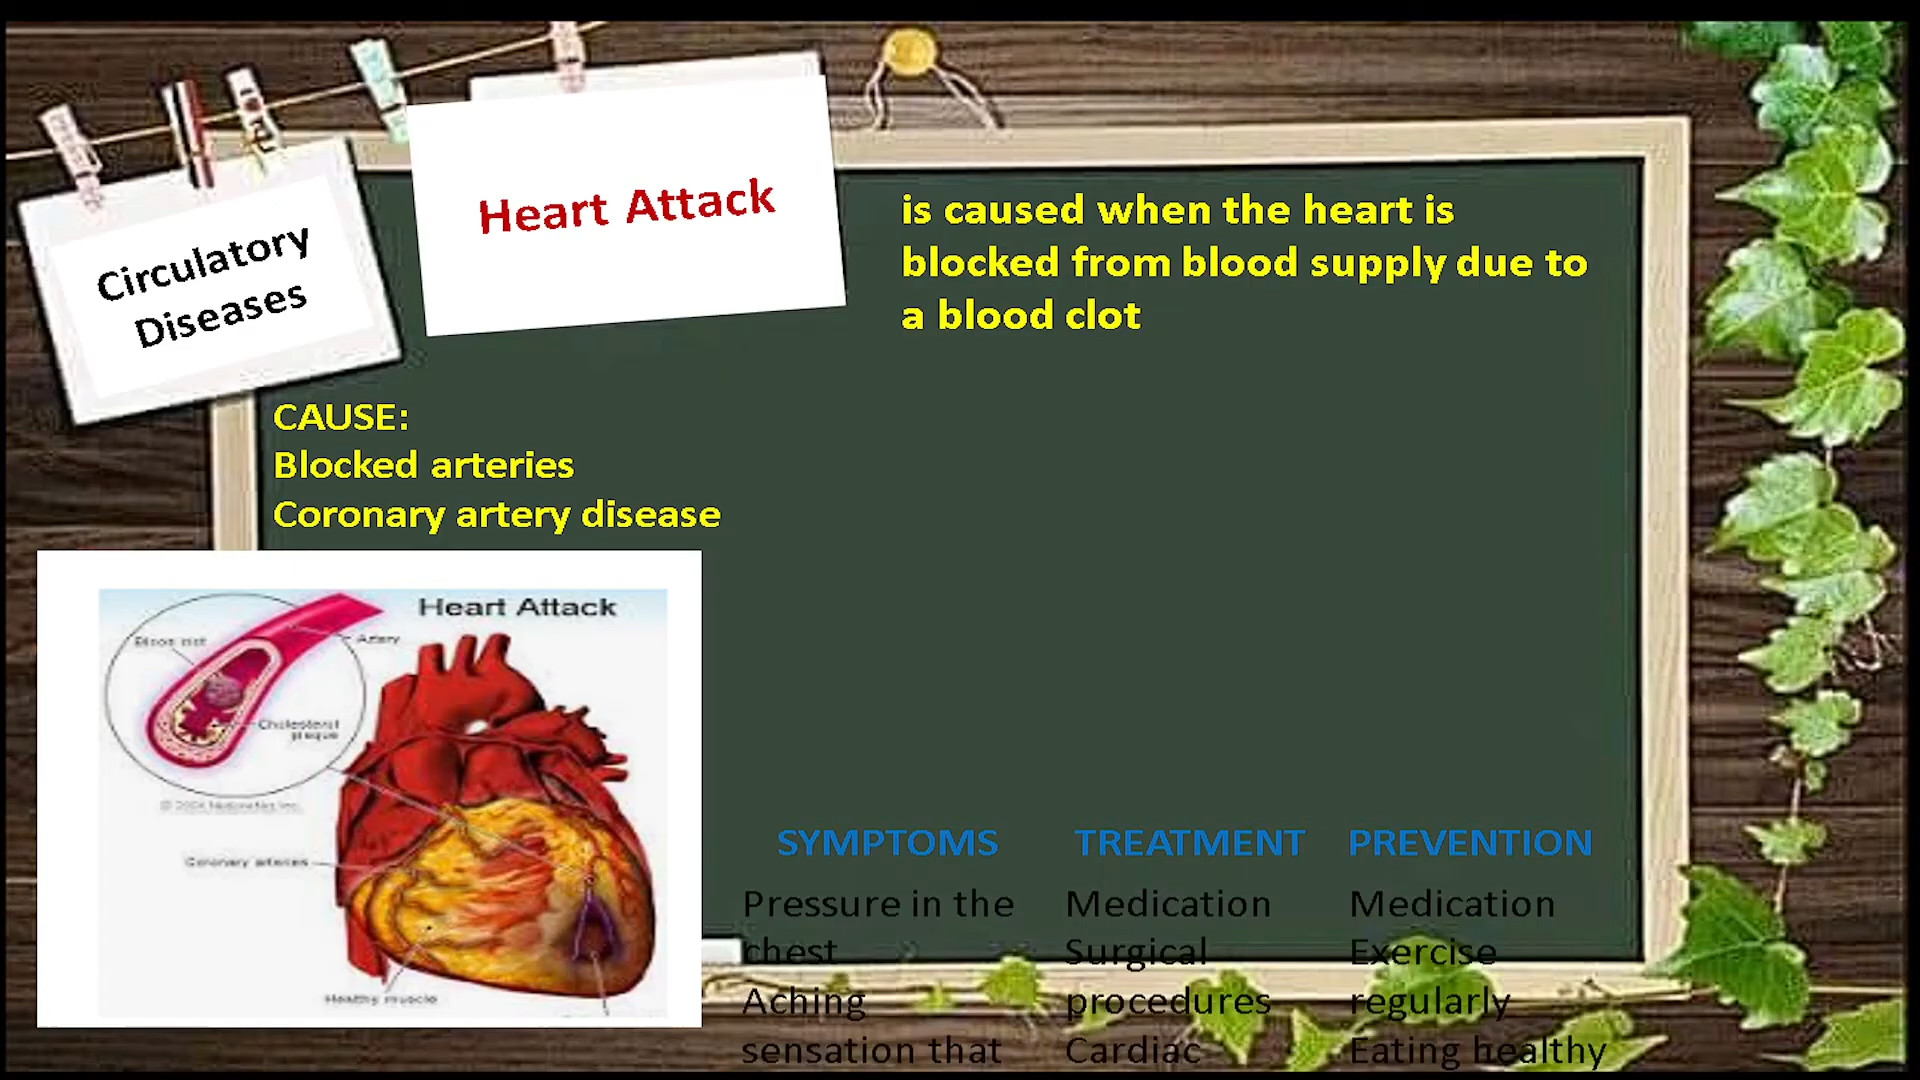 Circulatory
Diseases
Heart Attack
is caused when the heart is
blocked from blood supply due to
a blood clot
CAUSE:
Blocked arteries
Coronary artery disease
Heart Attack
Artery
Cholesterol
plaque
Coronary arteries
Healthy muscle
SYMPTOMS
Pressure in the
chest
Aching
sensation that
TREATMENT
Medication
Surgical
procedures
Cardiac
PREVENTION
Medication
Exercise
regularly
Eating healthy